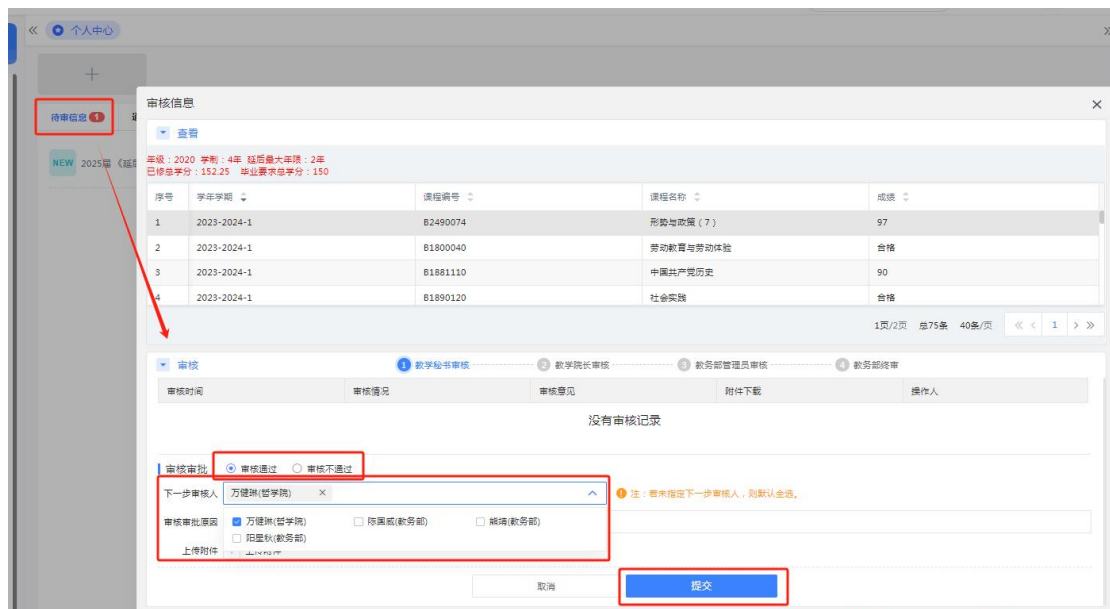 个人中心
待审信息 1
NEW 2025届《延
审核信息
查看
年级：2020 学制：4年 延后最大年限：2年
已修总学分：152.25 毕业要求总学分：150
序号 学年学期 课程编号 课程名称 成绩
1 2023-2024-1 B2490074 形势与政策（7） 97
2 2023-2024-1 B1800040 劳动教育与劳动体验 合格
3 2023-2024-1 B1881110 中国共产党历史 90
4 2023-2024-1 B1890120 社会实践 合格
1页/2页 总75条 40条/页 1
审核 1 教学秘书审核 2 教学院长审核 3 教务部管理员审核 4 教务部终审
审核时间 审核情况 审核意见 附件下载 操作人
没有审核记录
审核审批 审核通过 审核不通过
下一步审核人 万健琳(哲学院) 注：若未指定下一步审核人，则默认全选。
审核审批原因 万健琳(哲学院) 陈国威(教务部) 熊靖(教务部)
阳星秋(教务部)
上传附件 上传附件
取消 提交